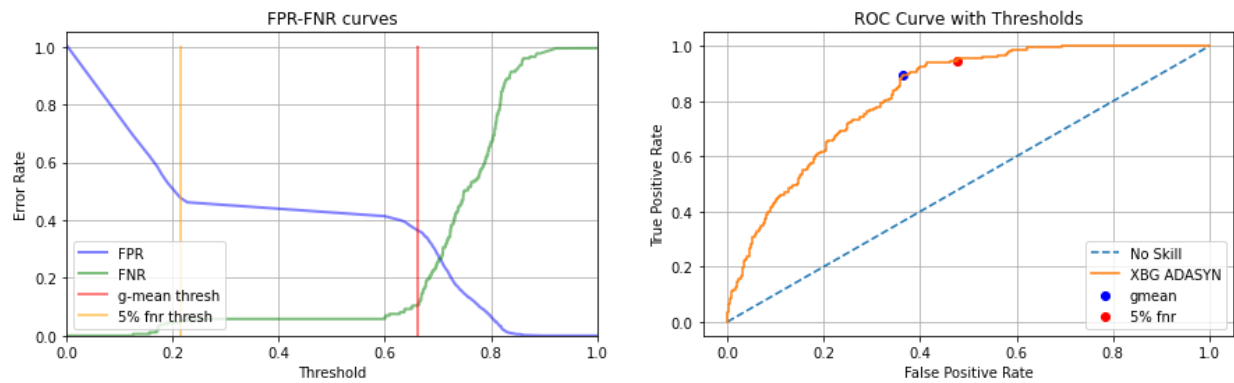 FPR-FNR curves
1.0
0.8
0.6
0.4
0.2
0.0
Error Rate
FPR
FNR
g-mean thresh
5% fnr thresh
0.0 0.2 0.4 0.6 0.8 1.0
Threshold
ROC Curve with Thresholds
1.0
0.8
0.6
0.4
0.2
0.0
True Positive Rate
No Skill
XBG ADASYN
gmean
5% fnr
0.0 0.2 0.4 0.6 0.8 1.0
False Positive Rate